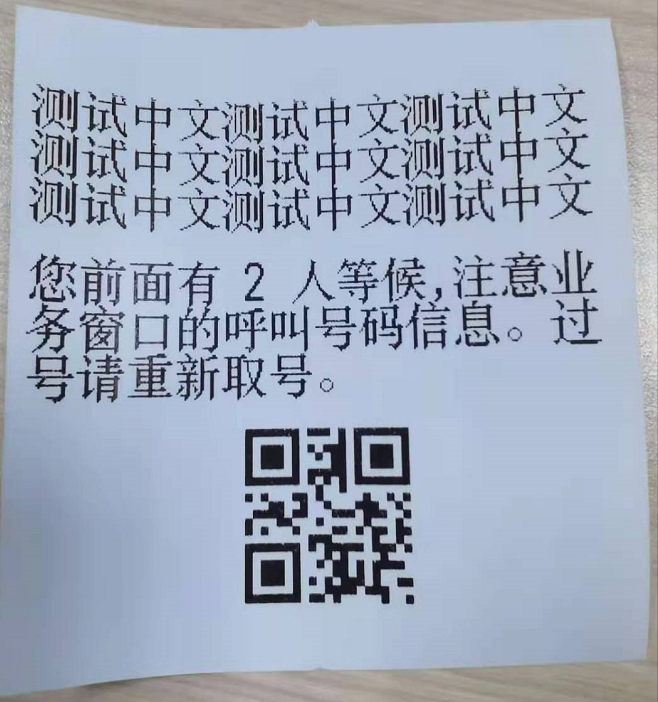 测试中文测试中文测试中文
测试中文测试中文测试中文
测试中文测试中文测试中文
您前面有 2 人等候,注意业
务窗口的呼叫号码信息。过
号请重新取号。